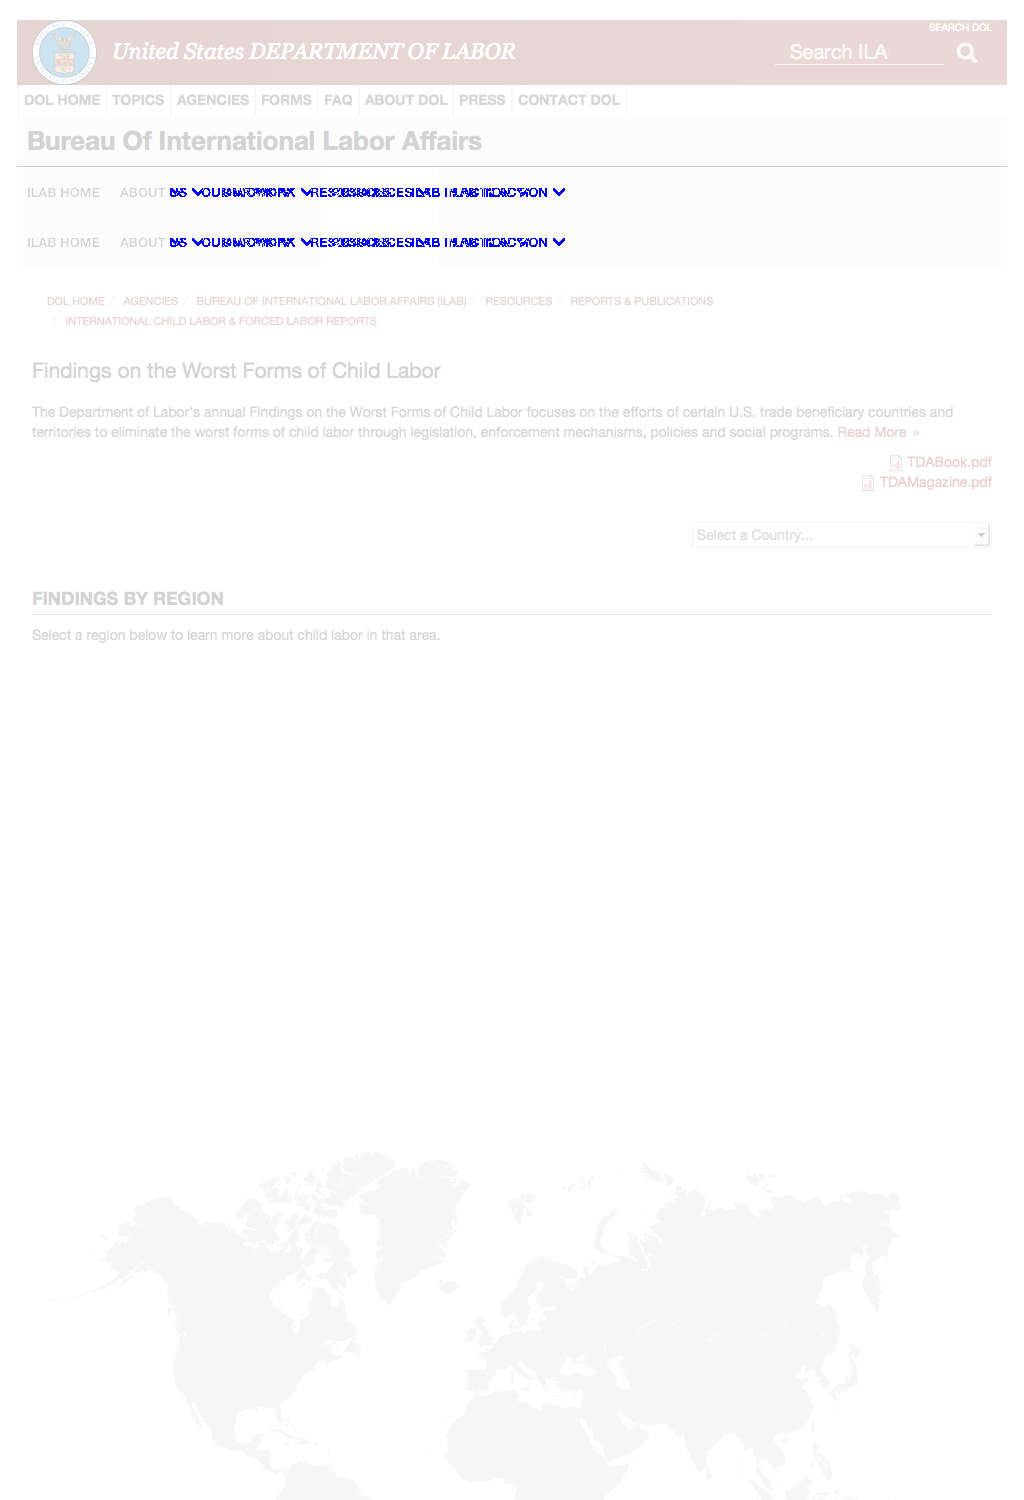 SEARCH DOL
United States DEPARTMENT OF LABOR
Search ILA
DOL HOME TOPICS AGENCIES FORMS FAQ ABOUT DOL PRESS CONTACT DOL
Bureau Of International Labor Affairs
ILAB HOME ABOUT
ILAB HOME ABOUT
DOL HOME / AGENCIES / BUREAU OF INTERNATIONAL LABOR AFFAIRS (ILAB) / RESOURCES / REPORTS & PUBLICATIONS
/ INTERNATIONAL CHILD LABOR & FORCED LABOR REPORTS
Findings on the Worst Forms of Child Labor
The Department of Labor's annual Findings on the Worst Forms of Child Labor focuses on the efforts of certain U.S. trade beneficiary countries and
territories to eliminate the worst forms of child labor through legislation, enforcement mechanisms, policies and social programs. Read More »
TDABook.pdf
TDAMagazine.pdf
Select a Country...
FINDINGS BY REGION
Select a region below to learn more about child labor in that area.